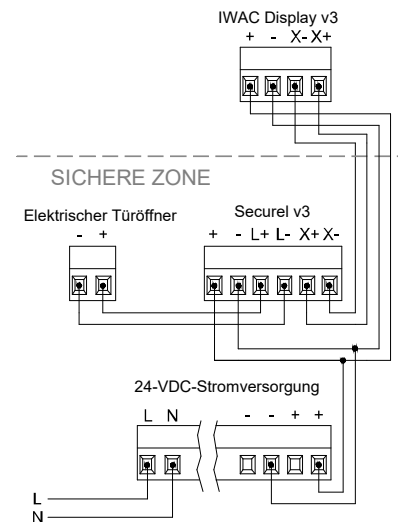 IWAC Display v3
+ - X- X+
SICHERE ZONE
Elektrischer Türöffner
- +
Securel v3
+ - L+ L- X+ X-
24-VDC-Stromversorgung
L N - - + +
L
N